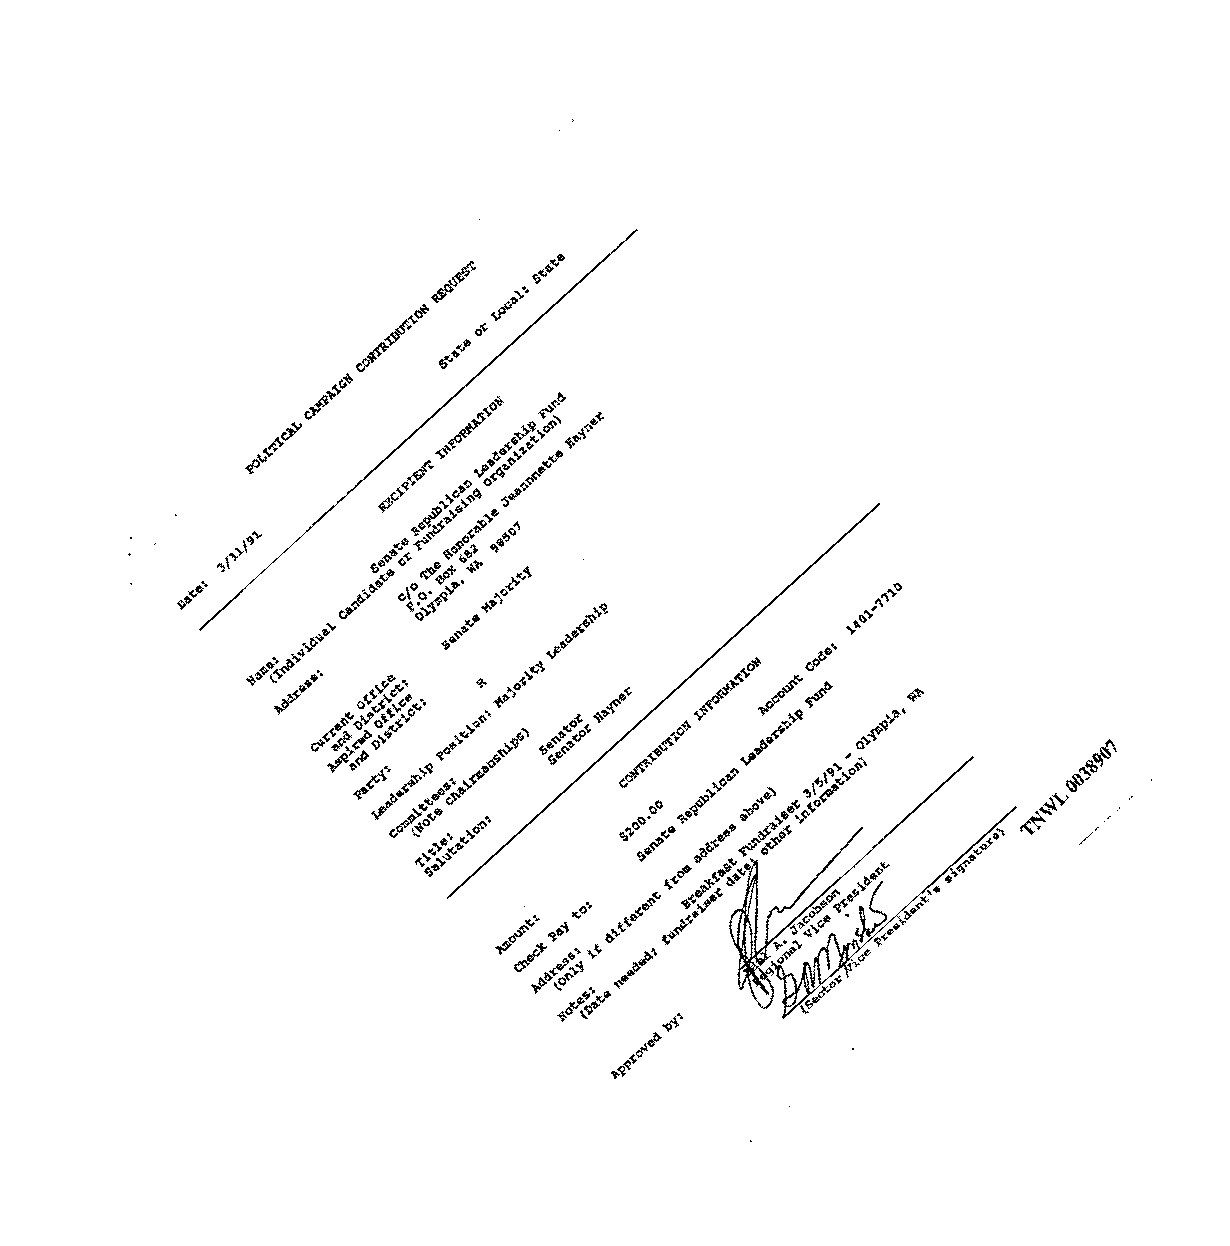 POLITICAL CAMPAIGN CONTRIBUTION REQUEST
Date: 3/11/91 State or Local: State
RECIPIENT INFORMATION
Name: Senate Republican Leadership Fund
(Individual Candidate or Fundraising Organization)
Address: c/o The Honorable Jeannnette Hayner
P.O. Box 682
Olympia, WA 98507
Current Office
and District: Senate Majority
Aspired Office
and District:
Party: R
Leadership Position: Majority Leadership
Committees:
(Note Chairmanships)
Title: Senator
Salutation: Senator Hayner
CONTRIBUTION INFORMATION
Amount: $200.00 Account Code: 1401-7710
Check Pay to: Senate Republican Leadership Fund
Address:
(Only if different from address above)
Notes: Breakfast Fundraiser 3/5/91 - Olympia, WA
(Date needed; fundraiser date; other information)
Approved by:
A. Jacobson
Regional Vice President
(Sector Vice President's signature)
TNWL 0038907